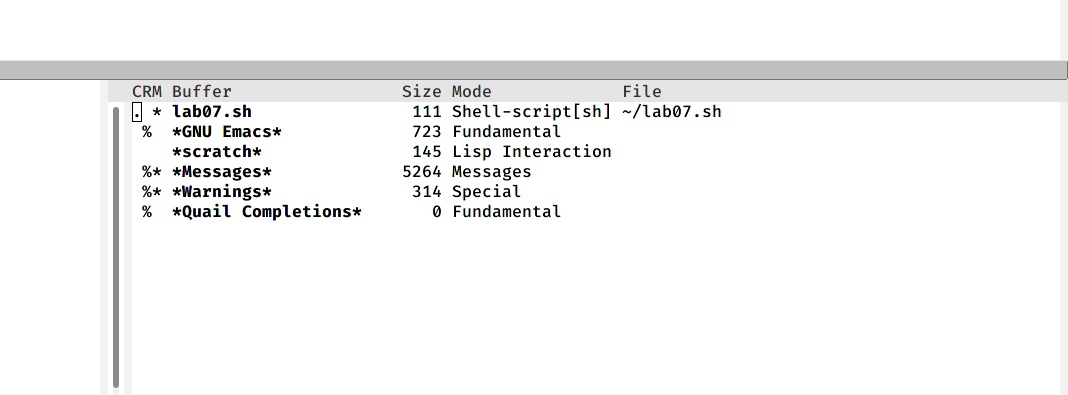 CRM Buffer Size Mode File
. * lab07.sh 111 Shell-script[sh] ~/lab07.sh
% *GNU Emacs* 723 Fundamental
*scratch* 145 Lisp Interaction
%* *Messages* 5264 Messages
%* *Warnings* 314 Special
% *Quail Completions* 0 Fundamental